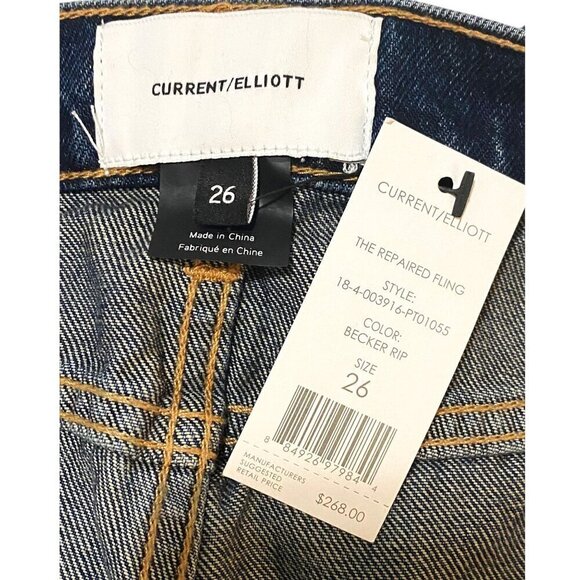 CURRENT/ELLIOTT
26
Made in China
Fabriqué en Chine
CURRENT/ELLIOTT
THE REPAIRED FLING
STYLE:
18-4-003916-PT01055
COLOR:
BECKER RIP
SIZE
26
8 84926 97984 4
MANUFACTURERS
SUGGESTED
RETAIL PRICE
$268.00